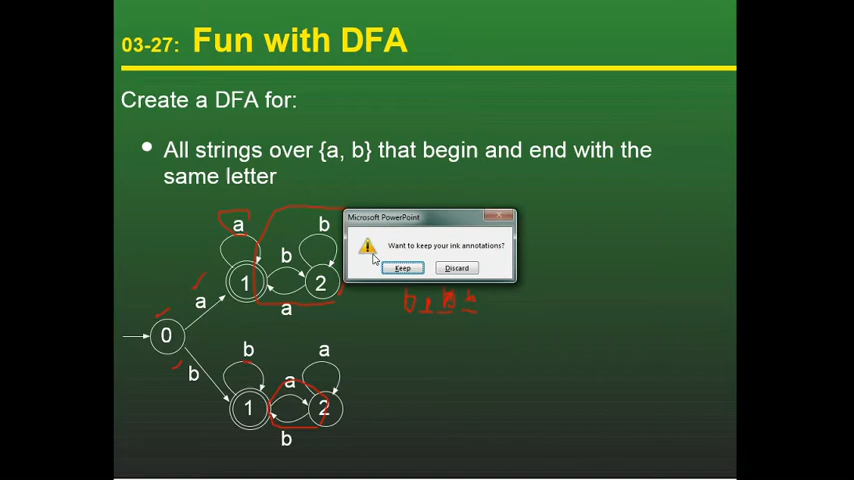 03-27: Fun with DFA
Create a DFA for:
All strings over {a, b} that begin and end with the
same letter
Microsoft PowerPoint
Want to keep your ink annotations?
Keep
Discard
a
b
b
1
2
a
a
0
b
b
a
a
1
2
b